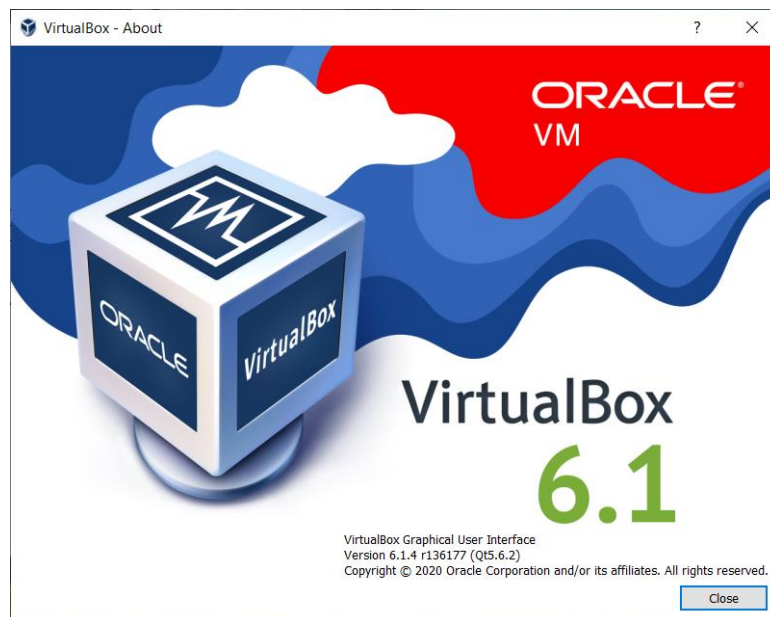 VirtualBox - About
ORACLE®
VM
ORACLE
VirtualBox
VirtualBox
6.1
VirtualBox Graphical User Interface
Version 6.1.4 r136177 (Qt5.6.2)
Copyright © 2020 Oracle Corporation and/or its affiliates. All rights reserved.
Close